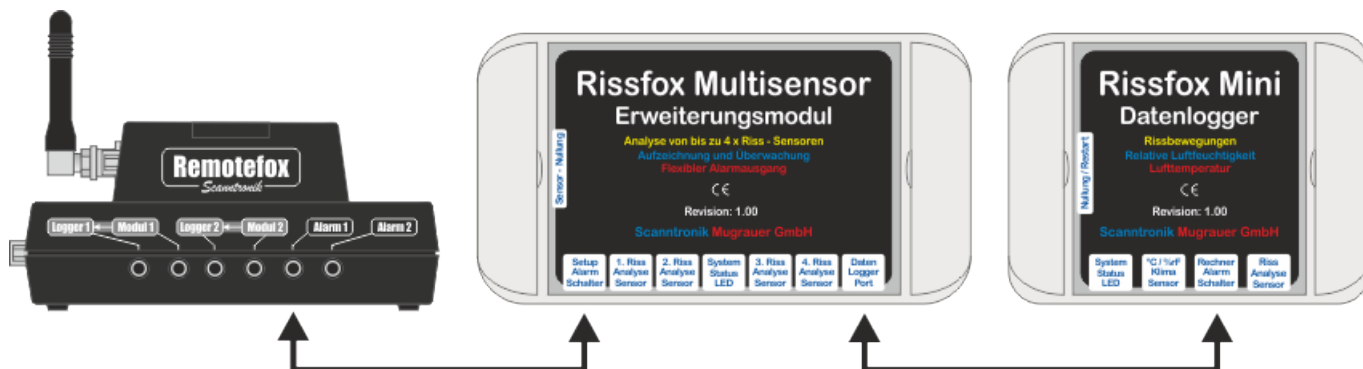 Remotefox
Scanntronik
Logger 1
Modul 1
Logger 2
Modul 2
Alarm 1
Alarm 2
Rissfox Multisensor
Erweiterungsmodul
Analyse von bis zu 4 x Riss - Sensoren
Aufzeichnung und Überwachung
Flexibler Alarmausgang
CE
Revision: 1.00
Scanntronik Mugrauer GmbH
Sensor - Nullung
Setup
Alarm
Schalter
1. Riss
Analyse
Sensor
2. Riss
Analyse
Sensor
System
Status
LED
3. Riss
Analyse
Sensor
4. Riss
Analyse
Sensor
Daten
Logger
Port
Rissfox Mini
Datenlogger
Rissbewegungen
Relative Luftfeuchtigkeit
Lufttemperatur
CE
Revision: 1.00
Scanntronik Mugrauer GmbH
Nullung / Restart
System
Status
LED
°C / %rF
Klima
Sensor
Rechner
Alarm
Schalter
Riss
Analyse
Sensor